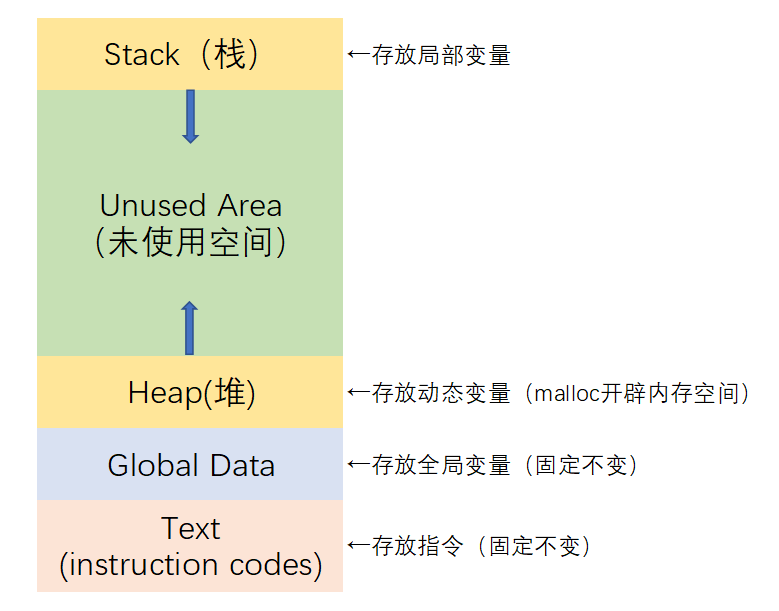 Stack（栈）
←存放局部变量
Unused Area
（未使用空间）
Heap(堆)
←存放动态变量（malloc开辟内存空间）
Global Data
←存放全局变量（固定不变）
Text
(instruction codes)
←存放指令（固定不变）